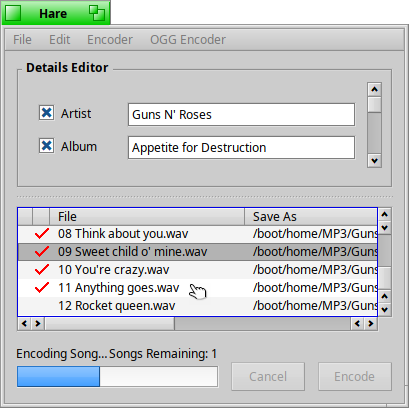 Hare
File Edit Encoder OGG Encoder
Details Editor
Artist Guns N' Roses
Album Appetite for Destruction
File Save As
08 Think about you.wav /boot/home/MP3/Guns
09 Sweet child o' mine.wav /boot/home/MP3/Guns
10 You're crazy.wav /boot/home/MP3/Guns
11 Anything goes.wav /boot/home/MP3/Guns
12 Rocket queen.wav /boot/home/MP3/Guns
Encoding Song... Songs Remaining: 1
Cancel Encode